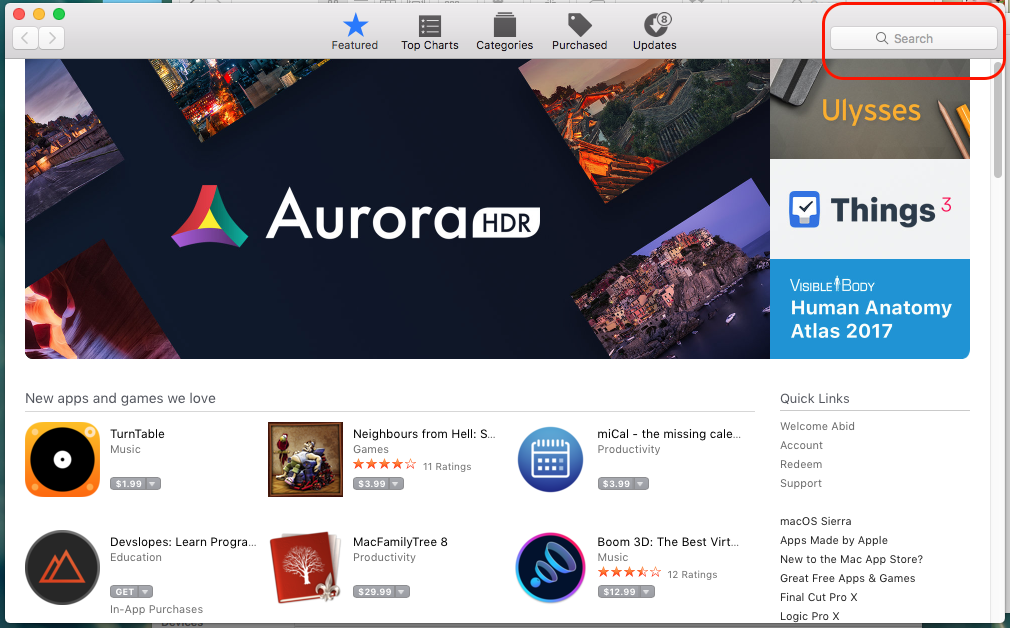 8
Featured
Top Charts
Categories
Purchased
Updates
Search
Aurora HDR
Ulysses
Things 3
VISIBLE BODY
Human Anatomy
Atlas 2017
New apps and games we love
TurnTable
Music
$1.99
Neighbours from Hell: S...
Games
11 Ratings
$3.99
miCal - the missing cale...
Productivity
$3.99
Devslopes: Learn Progra...
Education
GET
In-App Purchases
MacFamilyTree 8
Productivity
$29.99
Boom 3D: The Best Virt...
Music
12 Ratings
$12.99
Quick Links
Welcome Abid
Account
Redeem
Support
macOS Sierra
Apps Made by Apple
New to the Mac App Store?
Great Free Apps & Games
Final Cut Pro X
Logic Pro X
Devices